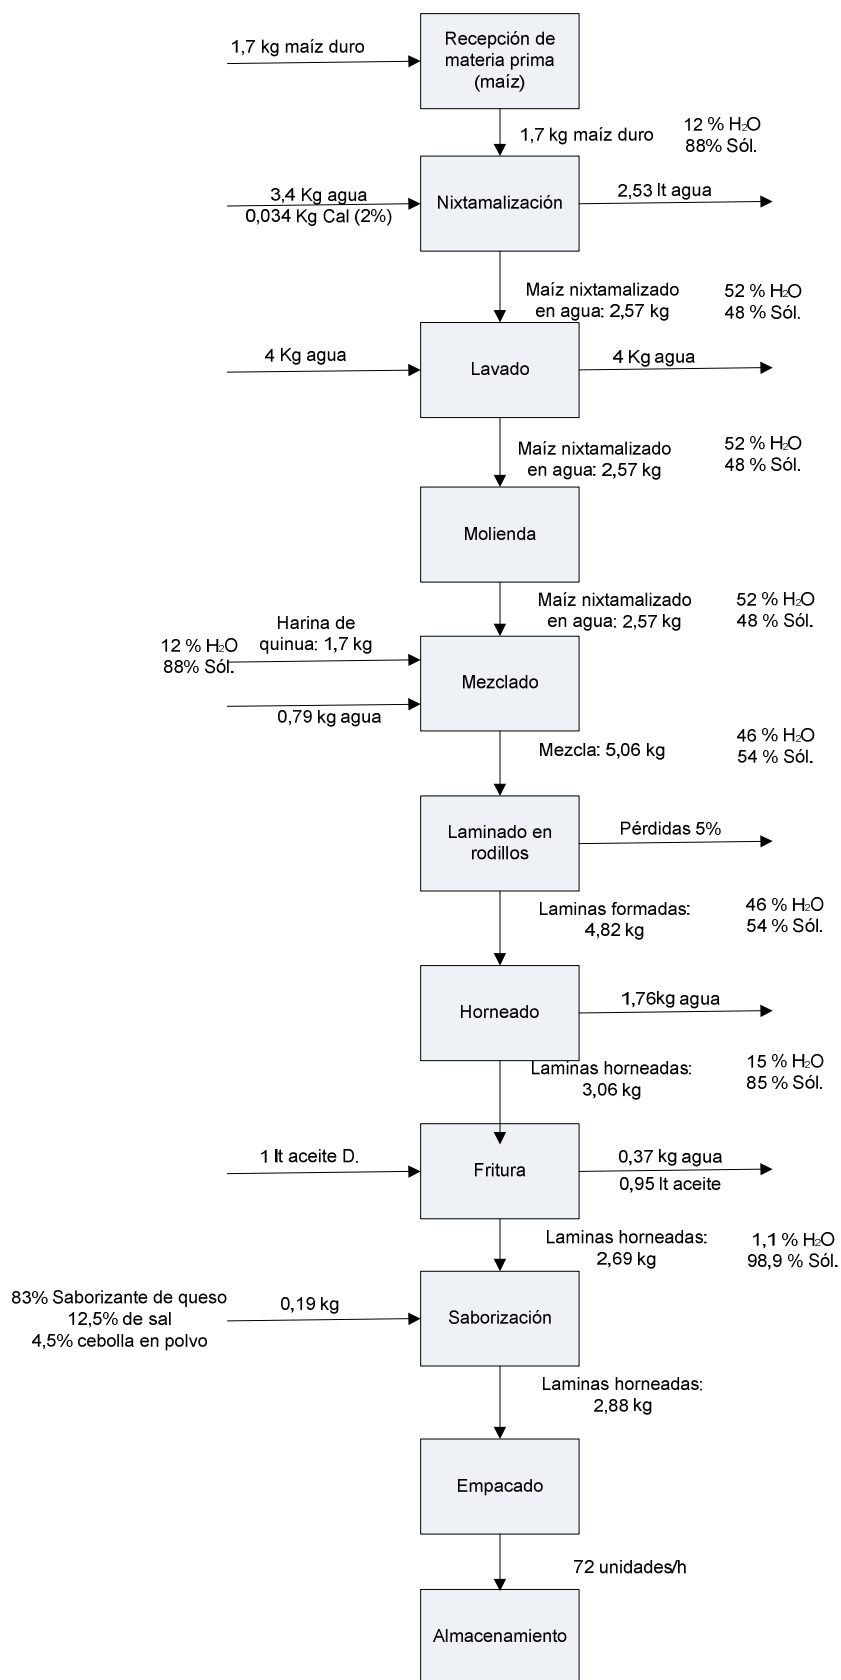 1,7 kg maíz duro
Recepción de
materia prima
(maíz)
1,7 kg maíz duro
12 % H₂O
88% Sól.
3,4 Kg agua
0,034 Kg Cal (2%)
Nixtamalización
2,53 lt agua
Maíz nixtamalizado
en agua: 2,57 kg
52 % H₂O
48 % Sól.
4 Kg agua
Lavado
4 Kg agua
Maíz nixtamalizado
en agua: 2,57 kg
52 % H₂O
48 % Sól.
Molienda
Maíz nixtamalizado
en agua: 2,57 kg
52 % H₂O
48 % Sól.
12 % H₂O
88% Sól.
Harina de
quinua: 1,7 kg
0,79 kg agua
Mezclado
Mezcla: 5,06 kg
46 % H₂O
54 % Sól.
Laminado en
rodillos
Pérdidas 5%
Laminas formadas:
4,82 kg
46 % H₂O
54 % Sól.
Horneado
1,76kg agua
Laminas horneadas:
3,06 kg
15 % H₂O
85 % Sól.
1 lt aceite D.
Fritura
0,37 kg agua
0,95 lt aceite
Laminas horneadas:
2,69 kg
1,1 % H₂O
98,9 % Sól.
83% Saborizante de queso
12,5% de sal
4,5% cebolla en polvo
0,19 kg
Saborización
Laminas horneadas:
2,88 kg
Empacado
72 unidades/h
Almacenamiento